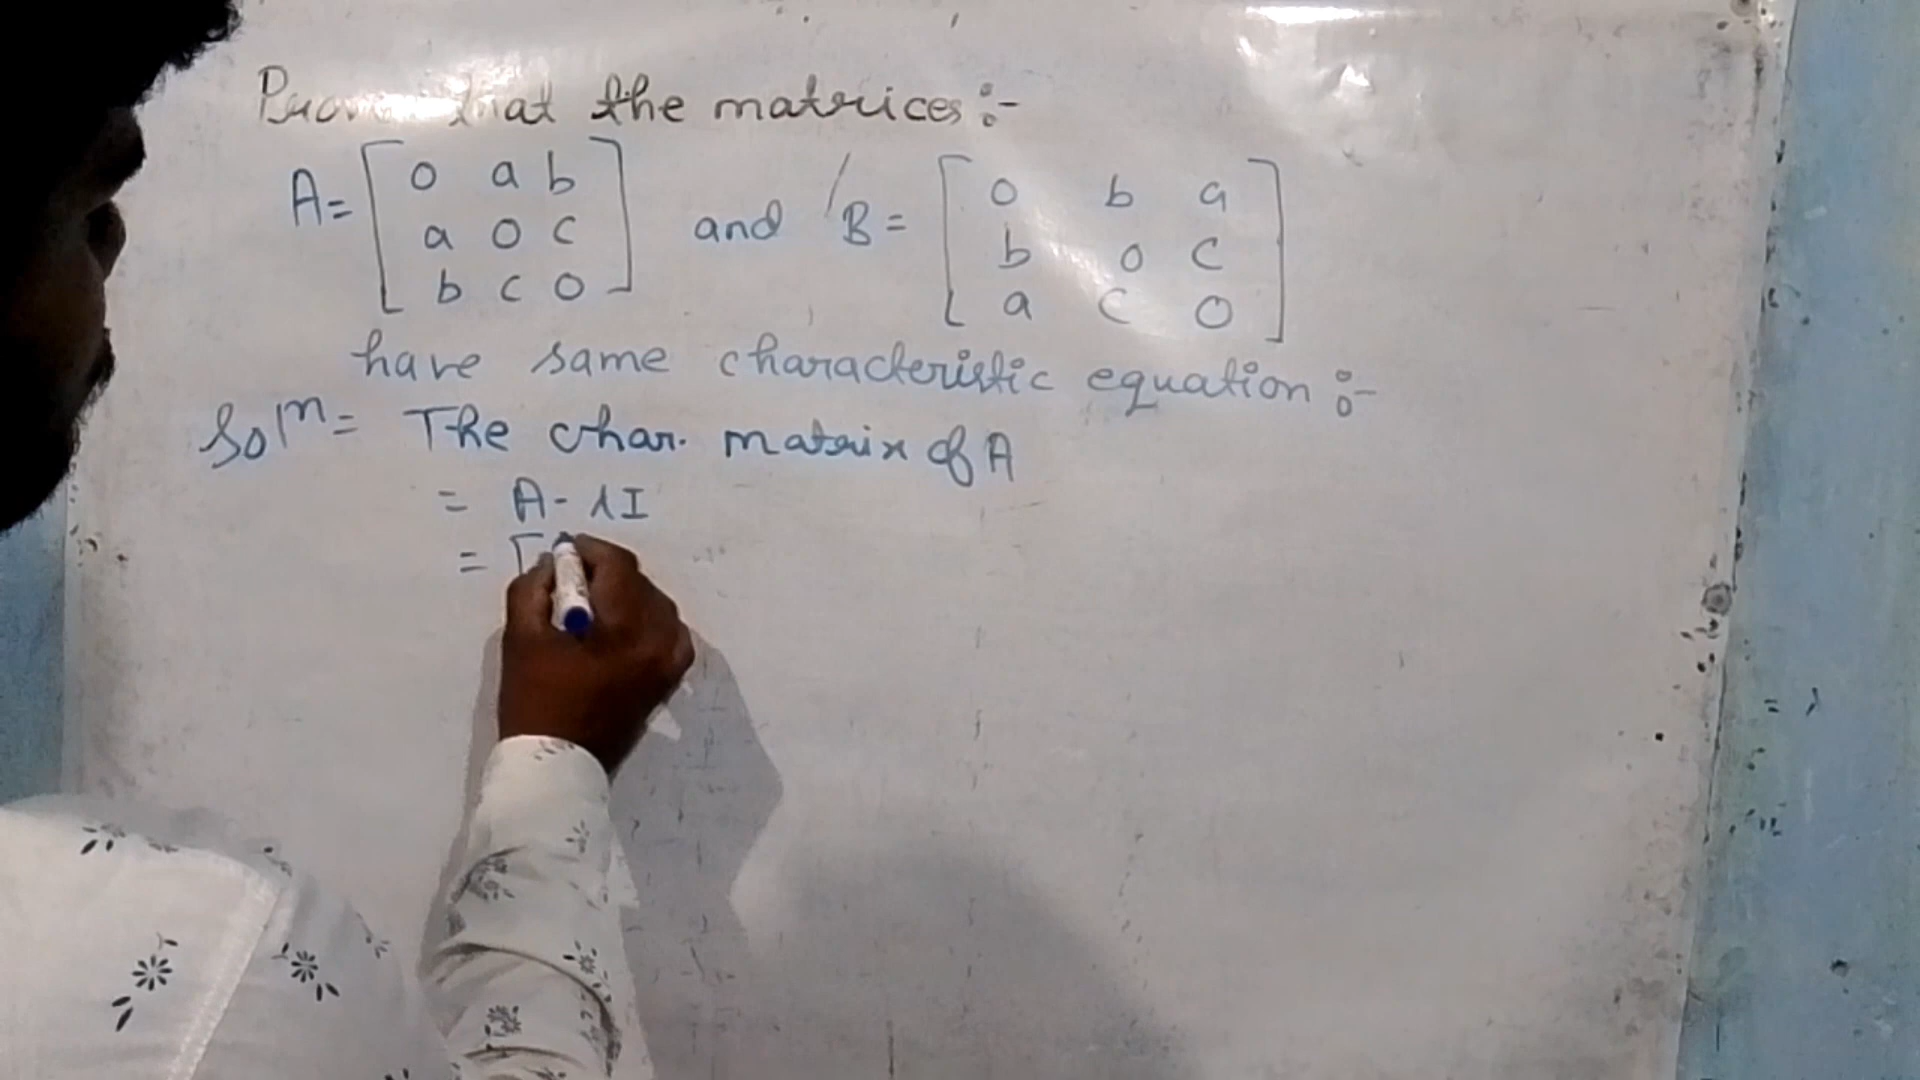 Prove that the matrices :-
A = [ 0 a b
a 0 c
b c 0 ] and B = [ 0 b a
b 0 c
a c 0 ]
have same characteristic equation :-
Solⁿ = The char. matrix of A
= A - λI
= [